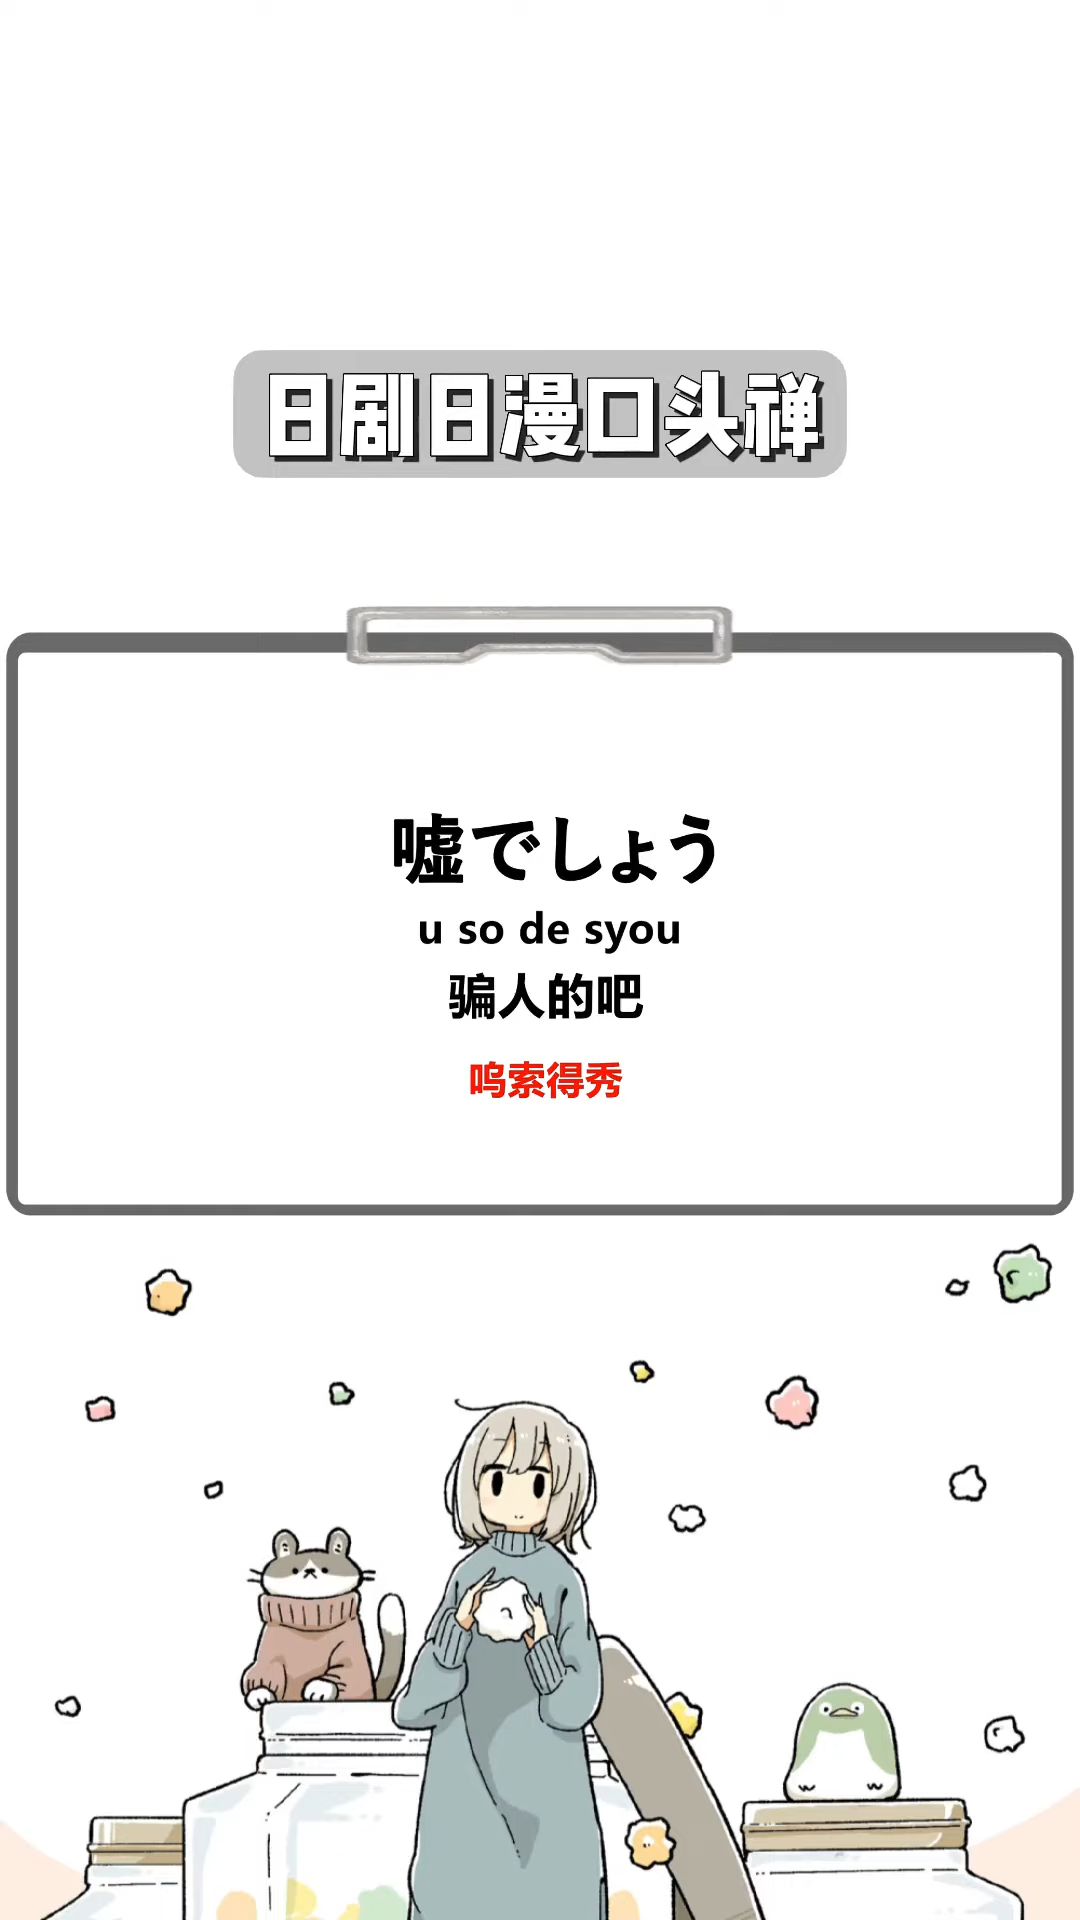 日剧日漫口头禅
嘘でしょう
u so de syou
骗人的吧
呜索得秀